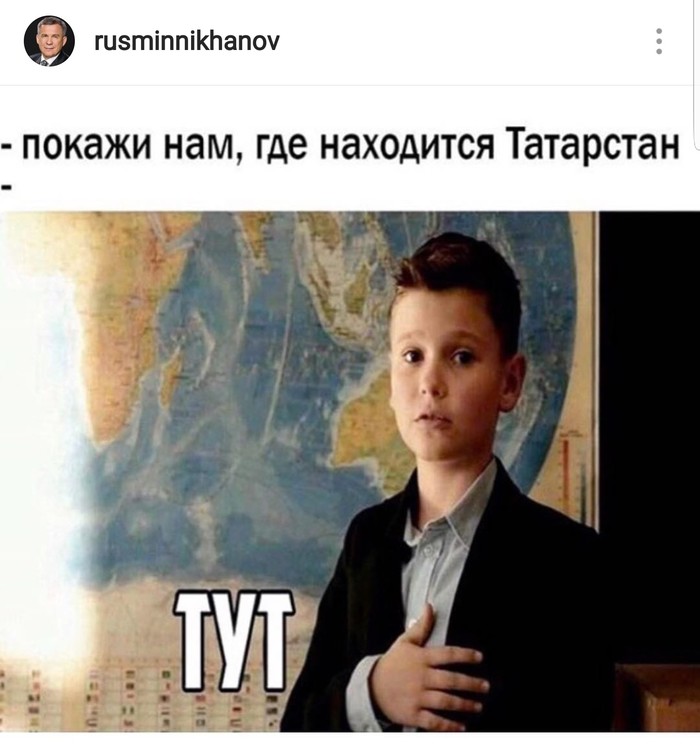 rusminnikhanov
- покажи нам, где находится Татарстан
-
ТУТ